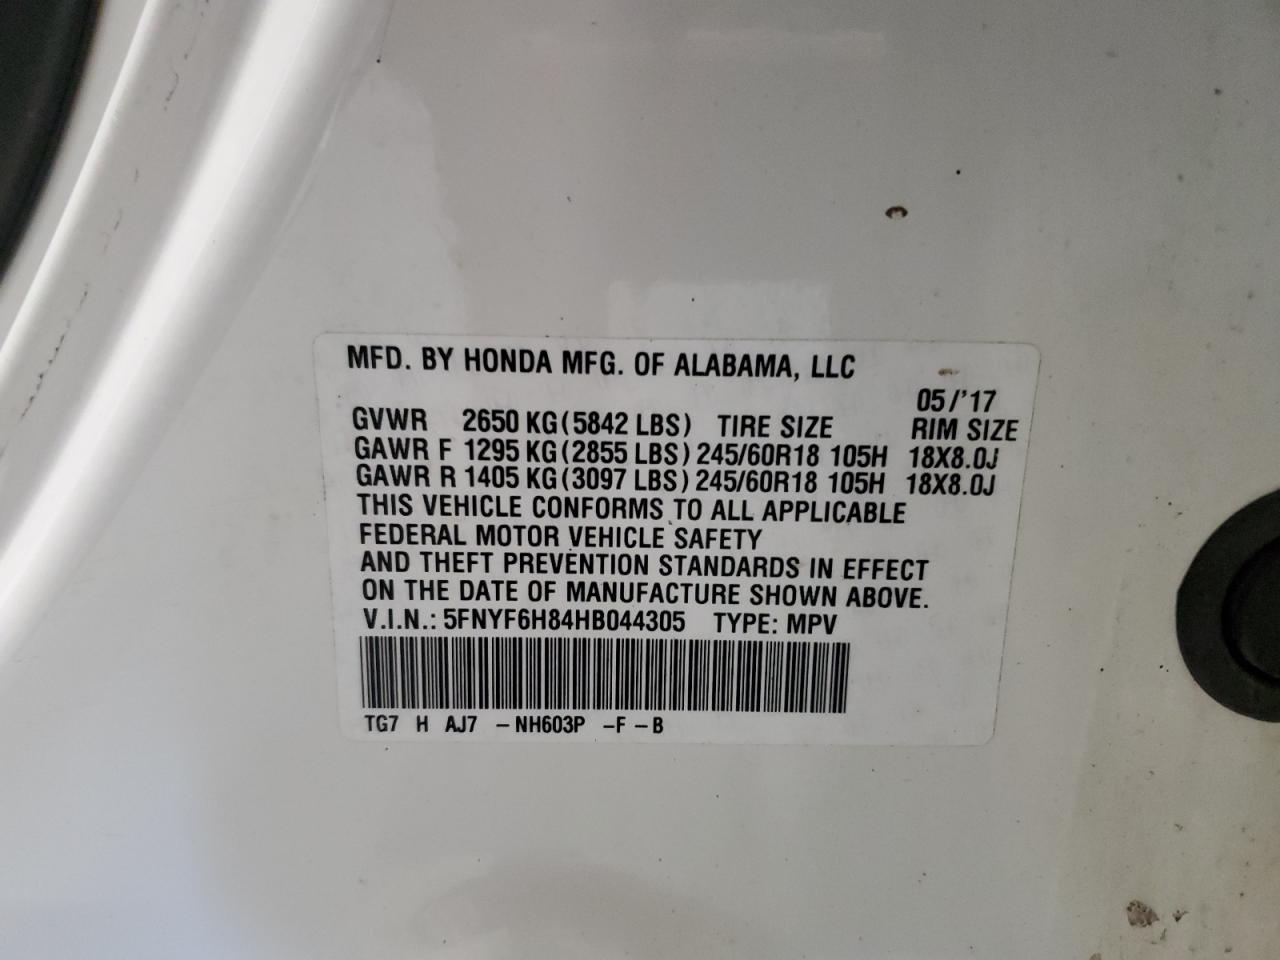 MFD. BY HONDA MFG. OF ALABAMA, LLC
05/'17
GVWR 2650 KG(5842 LBS) TIRE SIZE RIM SIZE
GAWR F 1295 KG(2855 LBS) 245/60R18 105H 18X8.0J
GAWR R 1405 KG(3097 LBS) 245/60R18 105H 18X8.0J
THIS VEHICLE CONFORMS TO ALL APPLICABLE
FEDERAL MOTOR VEHICLE SAFETY
AND THEFT PREVENTION STANDARDS IN EFFECT
ON THE DATE OF MANUFACTURE SHOWN ABOVE.
V.I.N.: 5FNYF6H84HB044305 TYPE: MPV
TG7 H AJ7 -NH603P -F-B